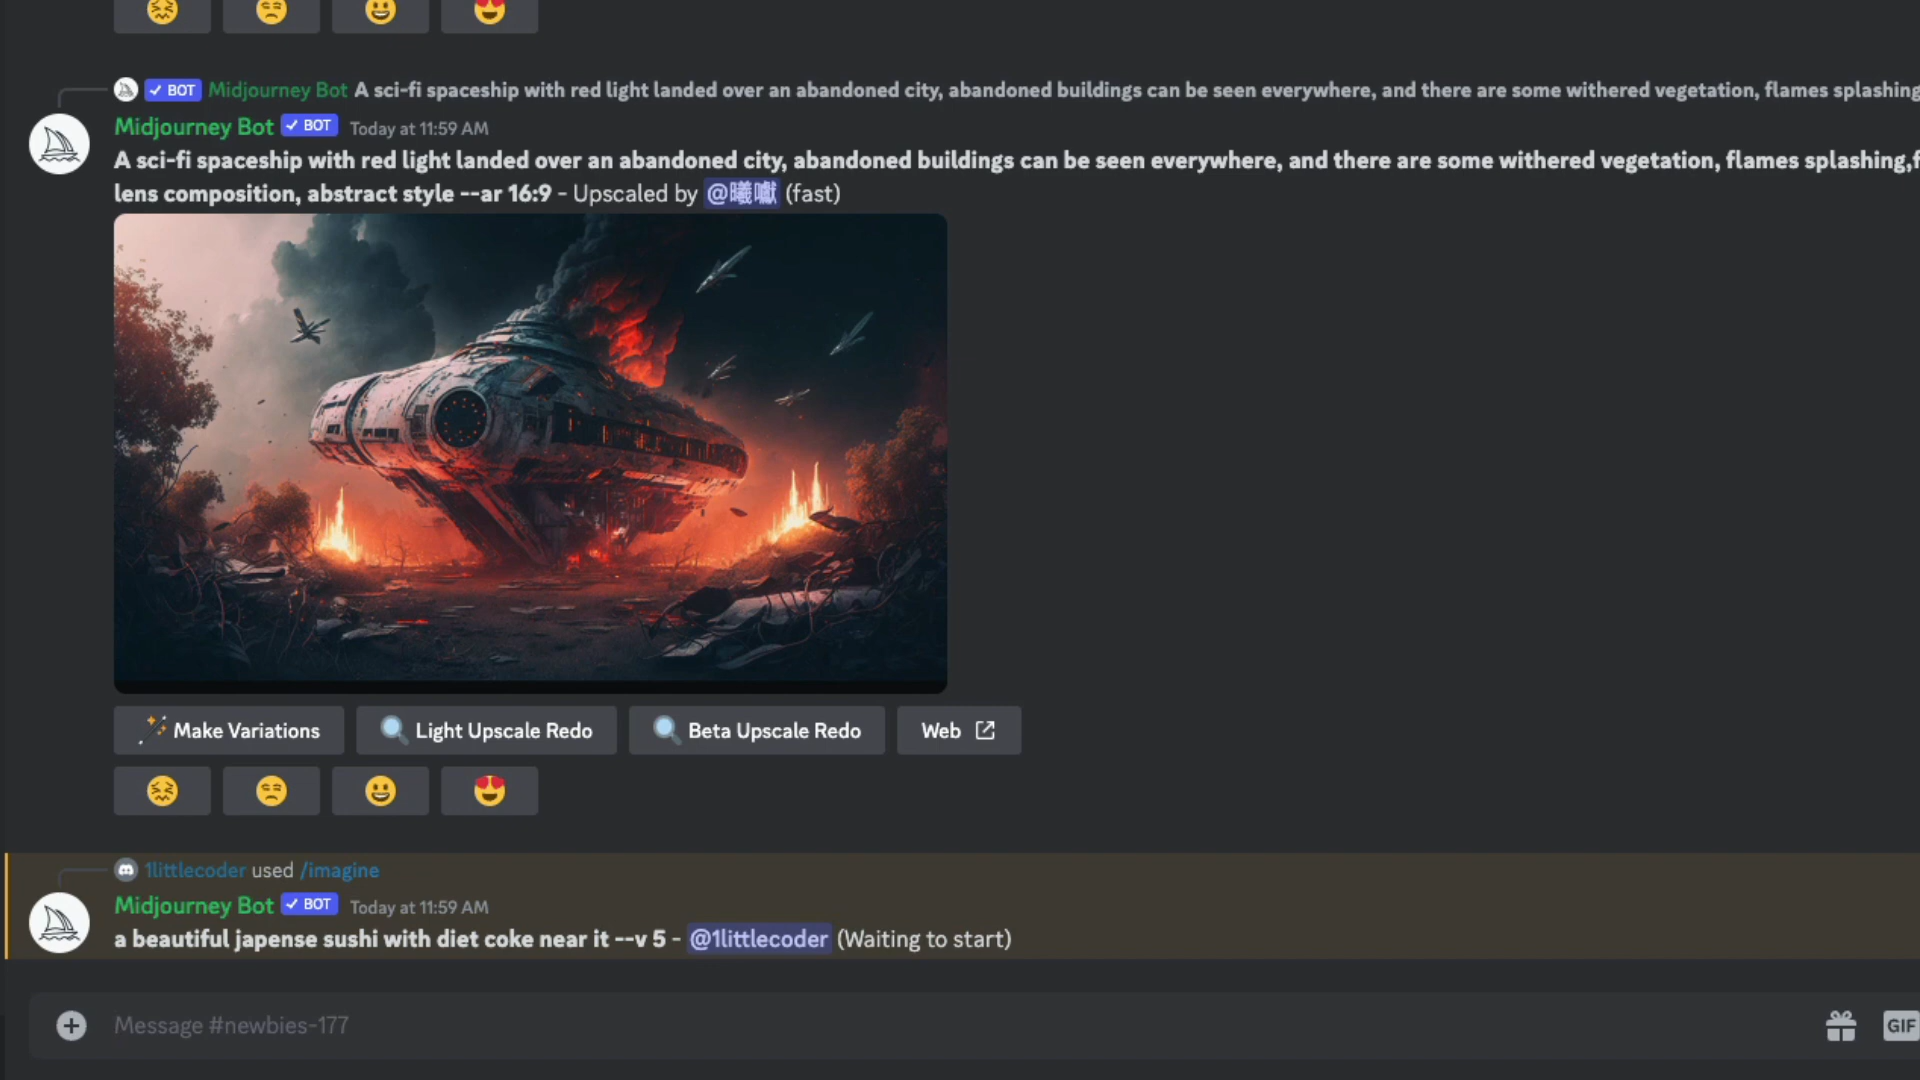 BOT Midjourney Bot A sci-fi spaceship with red light landed over an abandoned city, abandoned buildings can be seen everywhere, and there are some withered vegetation, flames splashing
Midjourney Bot BOT Today at 11:59 AM
A sci-fi spaceship with red light landed over an abandoned city, abandoned buildings can be seen everywhere, and there are some withered vegetation, flames splashing,f
lens composition, abstract style --ar 16:9 - Upscaled by @曦囐 (fast)
Make Variations Light Upscale Redo Beta Upscale Redo Web
1littlecoder used /imagine
Midjourney Bot BOT Today at 11:59 AM
a beautiful japense sushi with diet coke near it --v 5 - @1littlecoder (Waiting to start)
Message #newbies-177
GIF